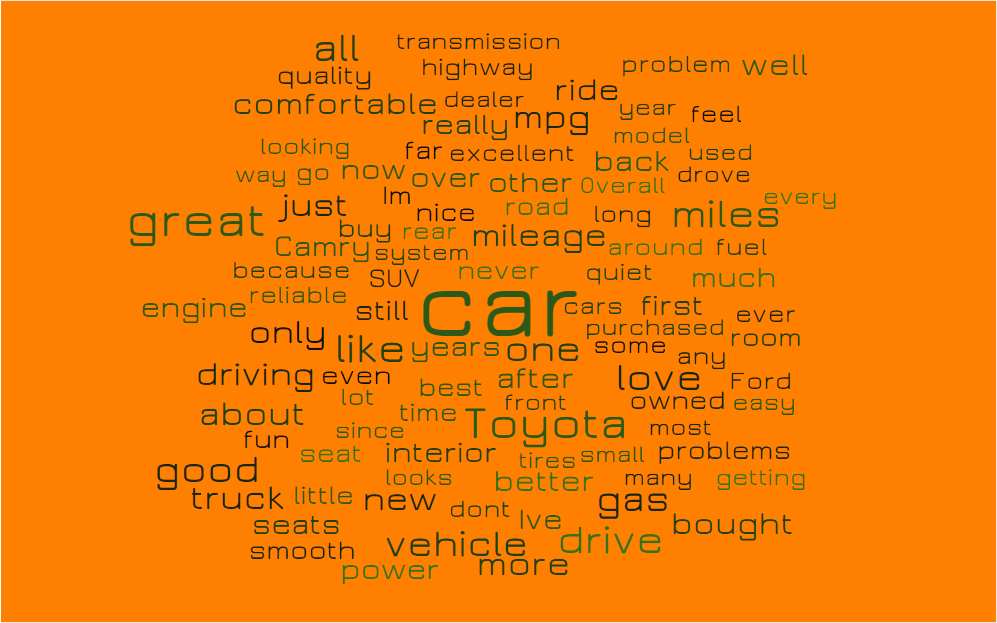 all transmission
quality highway problem well
comfortable dealer ride
really mpg year feel
looking far excellent model used
way go now over other back drove
Im Overall every
great just nice road long miles
buy rear mileage
Camry system around fuel
because SUV never quiet much
engine reliable still car cars first ever
only purchased room
like years one some any
driving even best after love Ford
lot front owned easy
about time Toyota most
fun since
good seat interior tires small problems
looks better many getting
truck little new dont gas
seats Ive bought
smooth vehicle drive
power more